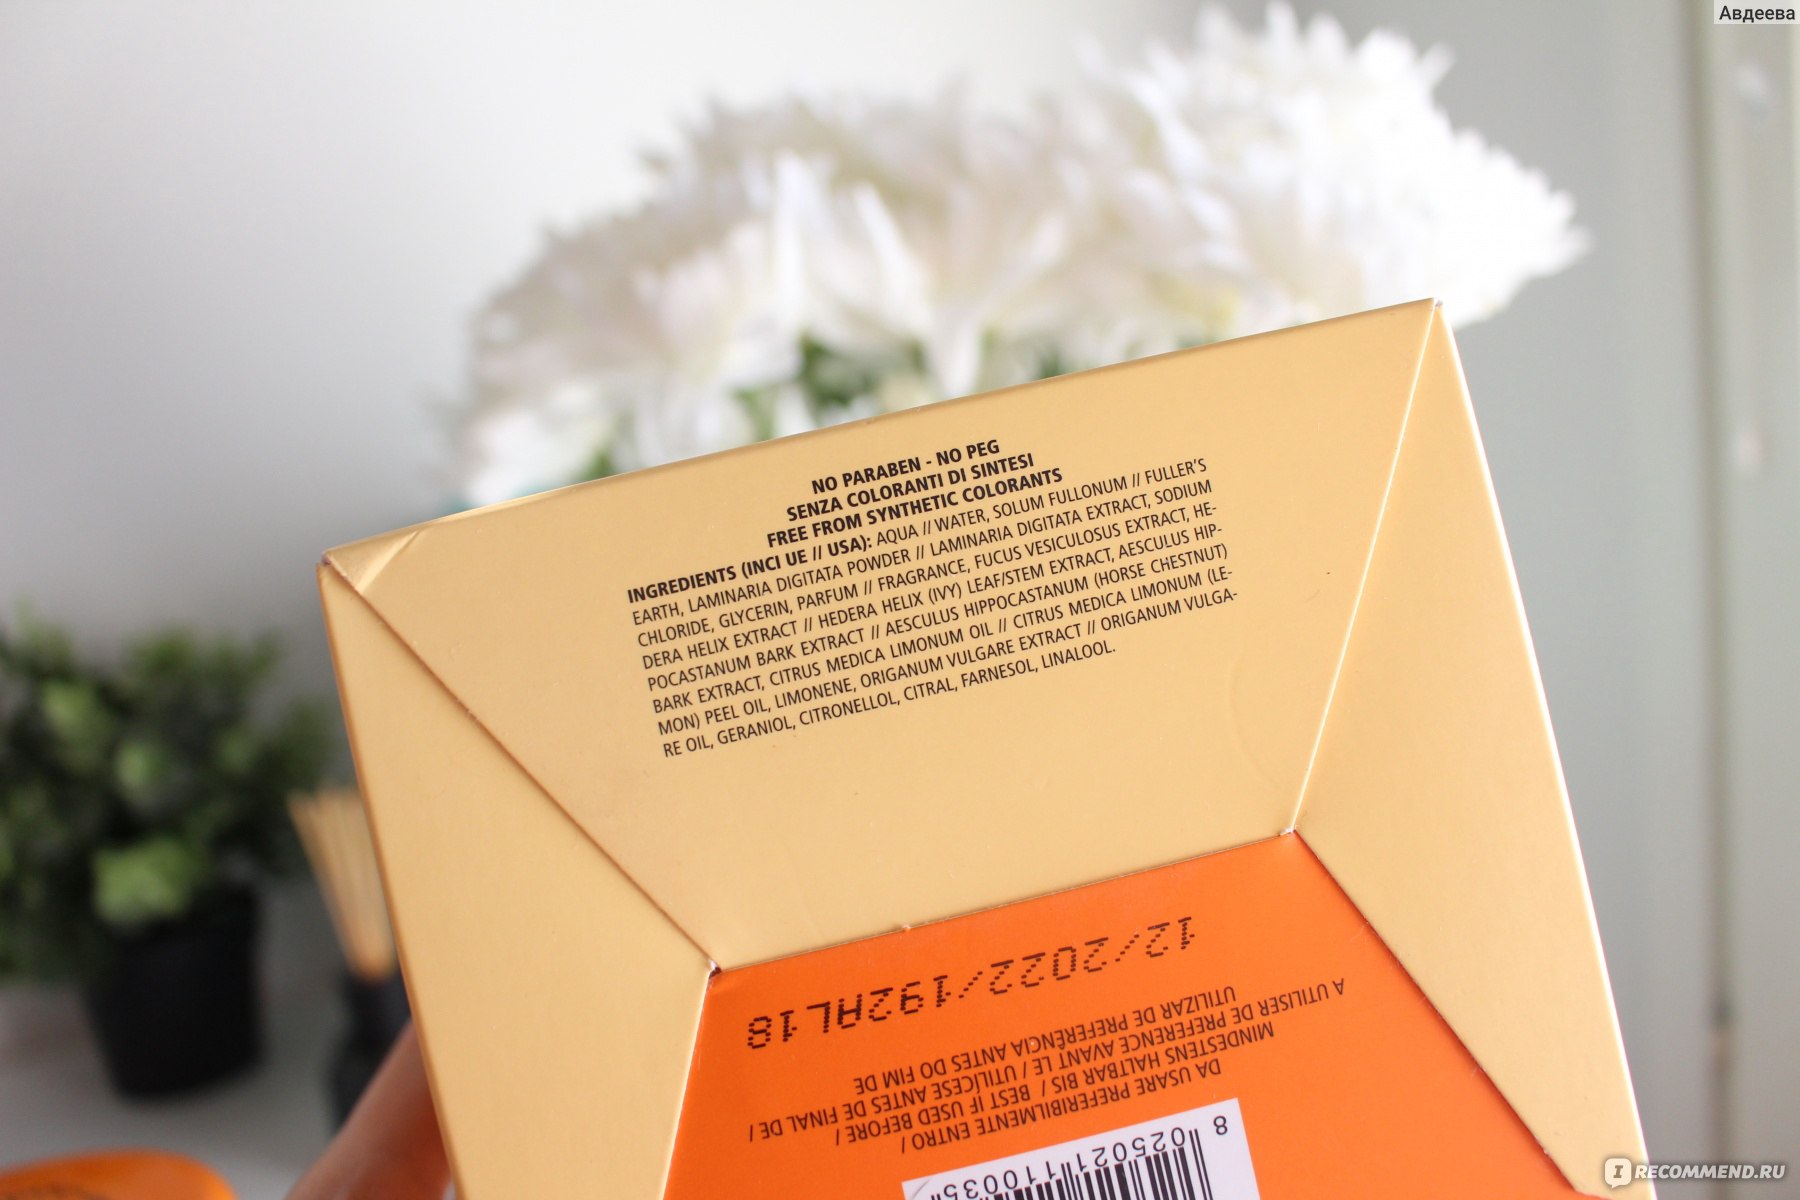 Авдеева
NO PARABEN - NO PEG
SENZA COLORANTI DI SINTESI
FREE FROM SYNTHETIC COLORANTS
INGREDIENTS (INCI UE // USA): AQUA // WATER, SOLUM FULLONUM // FULLER'S
EARTH, LAMINARIA DIGITATA POWDER // LAMINARIA DIGITATA EXTRACT, SODIUM
CHLORIDE, GLYCERIN, PARFUM // FRAGRANCE, FUCUS VESICULOSUS EXTRACT, HE-
DERA HELIX EXTRACT // HEDERA HELIX (IVY) LEAF/STEM EXTRACT, AESCULUS HIP-
POCASTANUM BARK EXTRACT // AESCULUS HIPPOCASTANUM (HORSE CHESTNUT)
BARK EXTRACT, CITRUS MEDICA LIMONUM OIL // CITRUS MEDICA LIMONUM (LE-
MON) PEEL OIL, LIMONENE, ORIGANUM VULGARE EXTRACT // ORIGANUM VULGA-
RE OIL, GERANIOL, CITRONELLOL, CITRAL, FARNESOL, LINALOOL.
8 025021 110035
DA USARE PREFERIBILMENTE ENTRO /
MINDESTENS HALTBAR BIS / BEST IF USED BEFORE /
A UTILISER DE PREFERENCE AVANT LE / UTILÍCESE ANTES DE FINAL DE /
UTILIZAR DE PREFERÊNCIA ANTES DO FIM DE
12/2022/192AL18
IRECOMMEND.RU